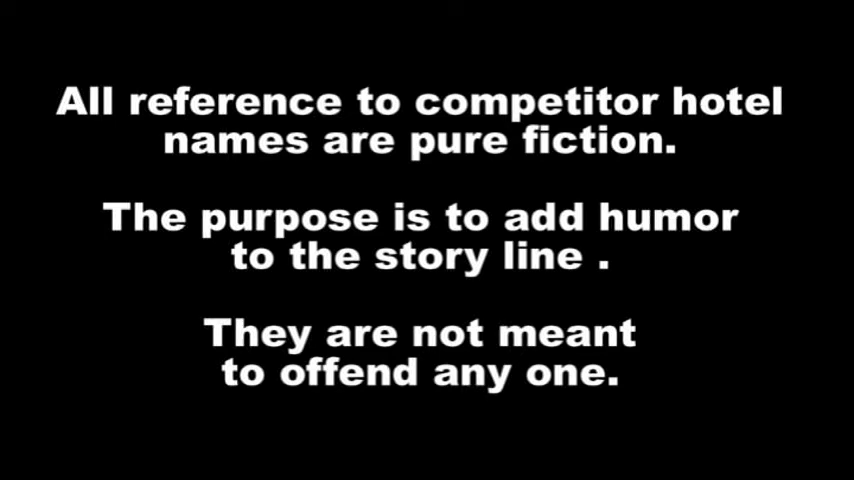 All reference to competitor hotel
names are pure fiction.
The purpose is to add humor
to the story line .
They are not meant
to offend any one.